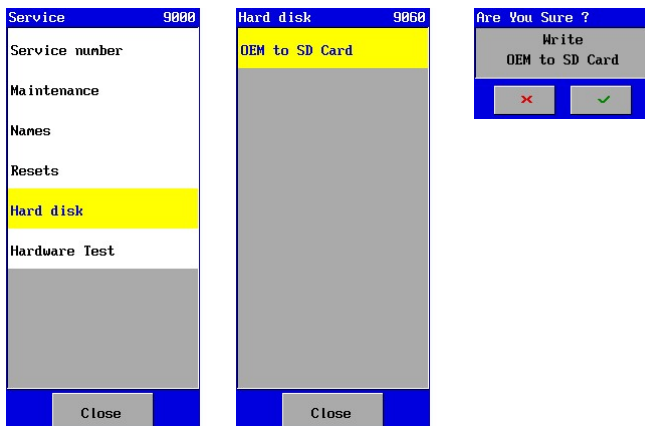 Service 9000
Service number
Maintenance
Names
Resets
Hard disk
Hardware Test
Close
Hard disk 9060
OEM to SD Card
Close
Are You Sure ?
Write
OEM to SD Card